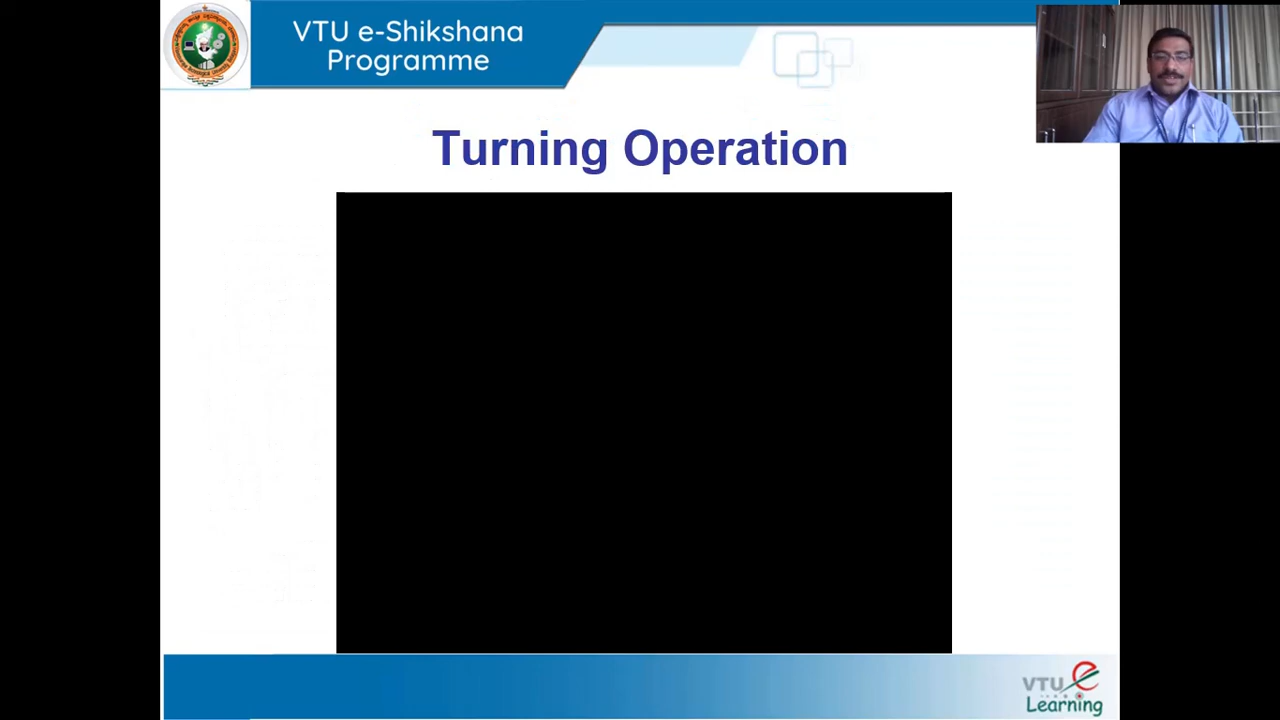 VTU e-Shikshana
Programme
Turning Operation
VTU e
Learning